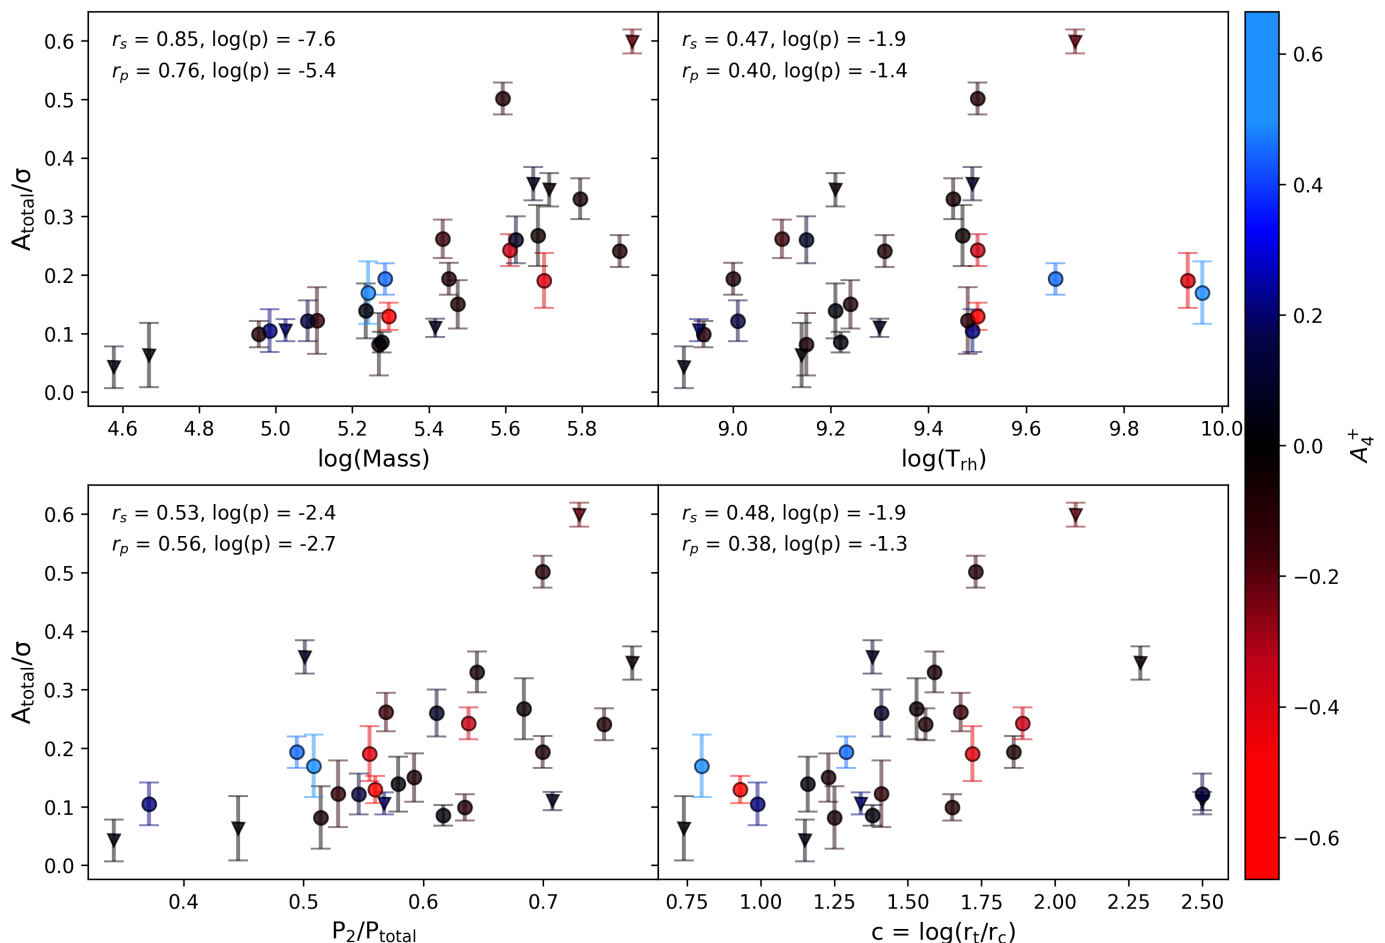 r_s = 0.85, log(p) = -7.6
r_p = 0.76, log(p) = -5.4
r_s = 0.47, log(p) = -1.9
r_p = 0.40, log(p) = -1.4
0.6
0.5
0.4
0.3
0.2
0.1
0.0
A_total/σ
4.6 4.8 5.0 5.2 5.4 5.6 5.8
log(Mass)
9.0 9.2 9.4 9.6 9.8 10.0
log(T_rh)
r_s = 0.53, log(p) = -2.4
r_p = 0.56, log(p) = -2.7
r_s = 0.48, log(p) = -1.9
r_p = 0.38, log(p) = -1.3
0.6
0.5
0.4
0.3
0.2
0.1
0.0
A_total/σ
0.4 0.5 0.6 0.7
P_2/P_total
0.75 1.00 1.25 1.50 1.75 2.00 2.25 2.50
c = log(r_t/r_c)
0.6
0.4
0.2
0.0
−0.2
−0.4
−0.6
A_4^+